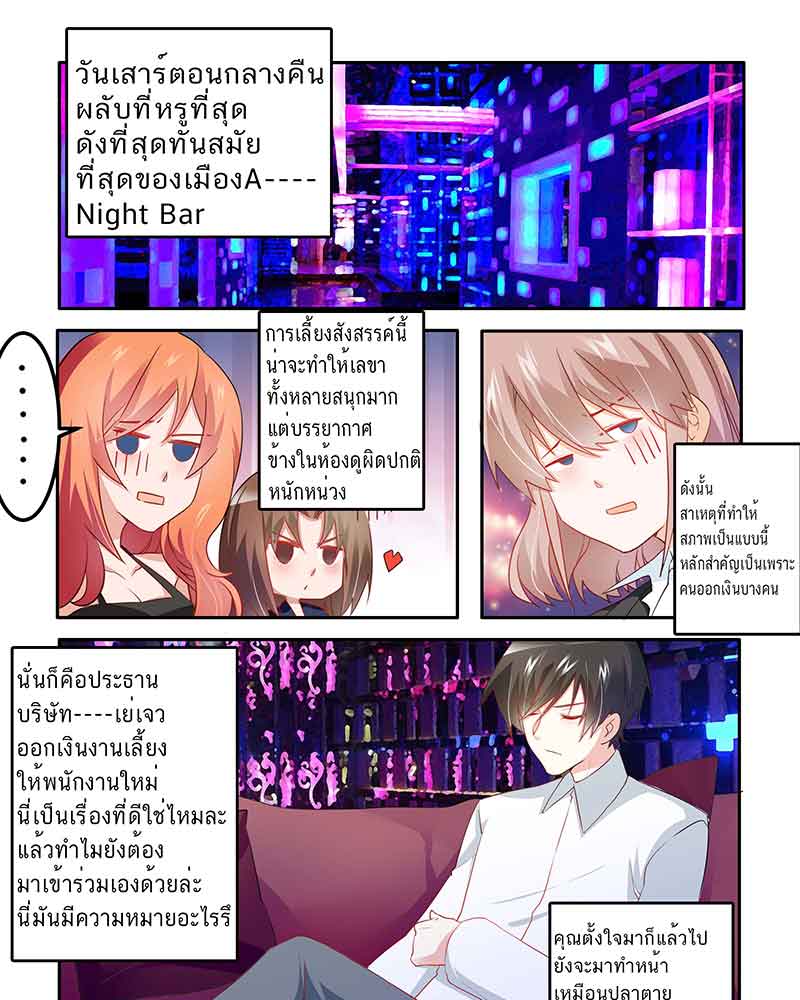 วันเสาร์ตอนกลางคืน
ผลับที่หรูที่สุด
ดังที่สุดทันสมัย
ที่สุดของเมืองA----
Night Bar
......
การเลี้ยงสังสรรค์นี้
น่าจะทำให้เลขา
ทั้งหลายสนุกมาก
แต่บรรยากาศ
ข้างในห้องดูผิดปกติ
หนักหน่วง
ดังนั้น
สาเหตุที่ทำให้
สภาพเป็นแบบนี้
หลักสำคัญเป็นเพราะ
คนออกเงินบางคน
นั่นก็คือประธาน
บริษัท----เย่เจว
ออกเงินงานเลี้ยง
ให้พนักงานใหม่
นี่เป็นเรื่องที่ดีใช่ไหมละ
แล้วทำไมยังต้อง
มาเข้าร่วมเองด้วยล่ะ
นี่มันมีความหมายอะไรรึ
คุณตั้งใจมาก็แล้วไป
ยังจะมาทำหน้า
เหมือนปลาตาย